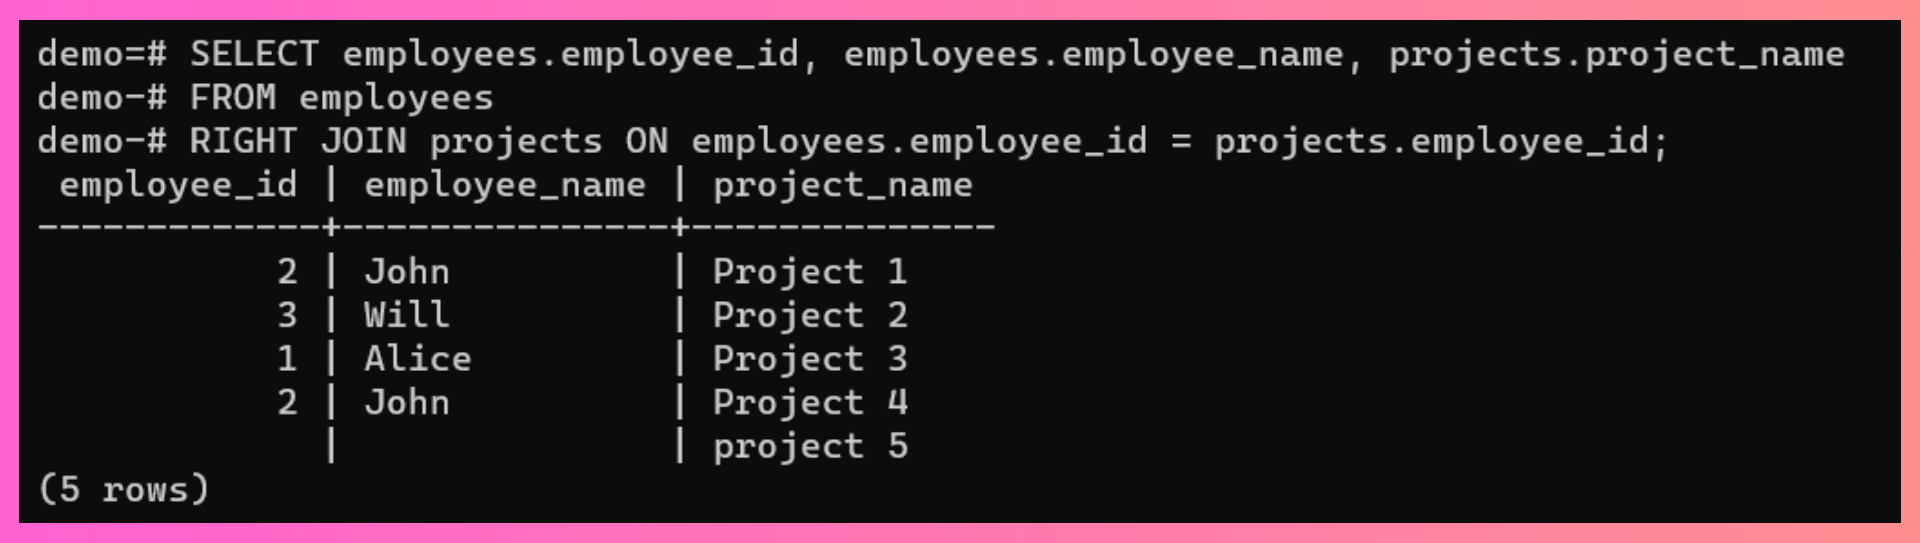 demo=# SELECT employees.employee_id, employees.employee_name, projects.project_name
demo-# FROM employees
demo-# RIGHT JOIN projects ON employees.employee_id = projects.employee_id;
 employee_id | employee_name | project_name
-------------+---------------+--------------
           2 | John          | Project 1
           3 | Will          | Project 2
           1 | Alice         | Project 3
           2 | John          | Project 4
             |               | project 5
(5 rows)